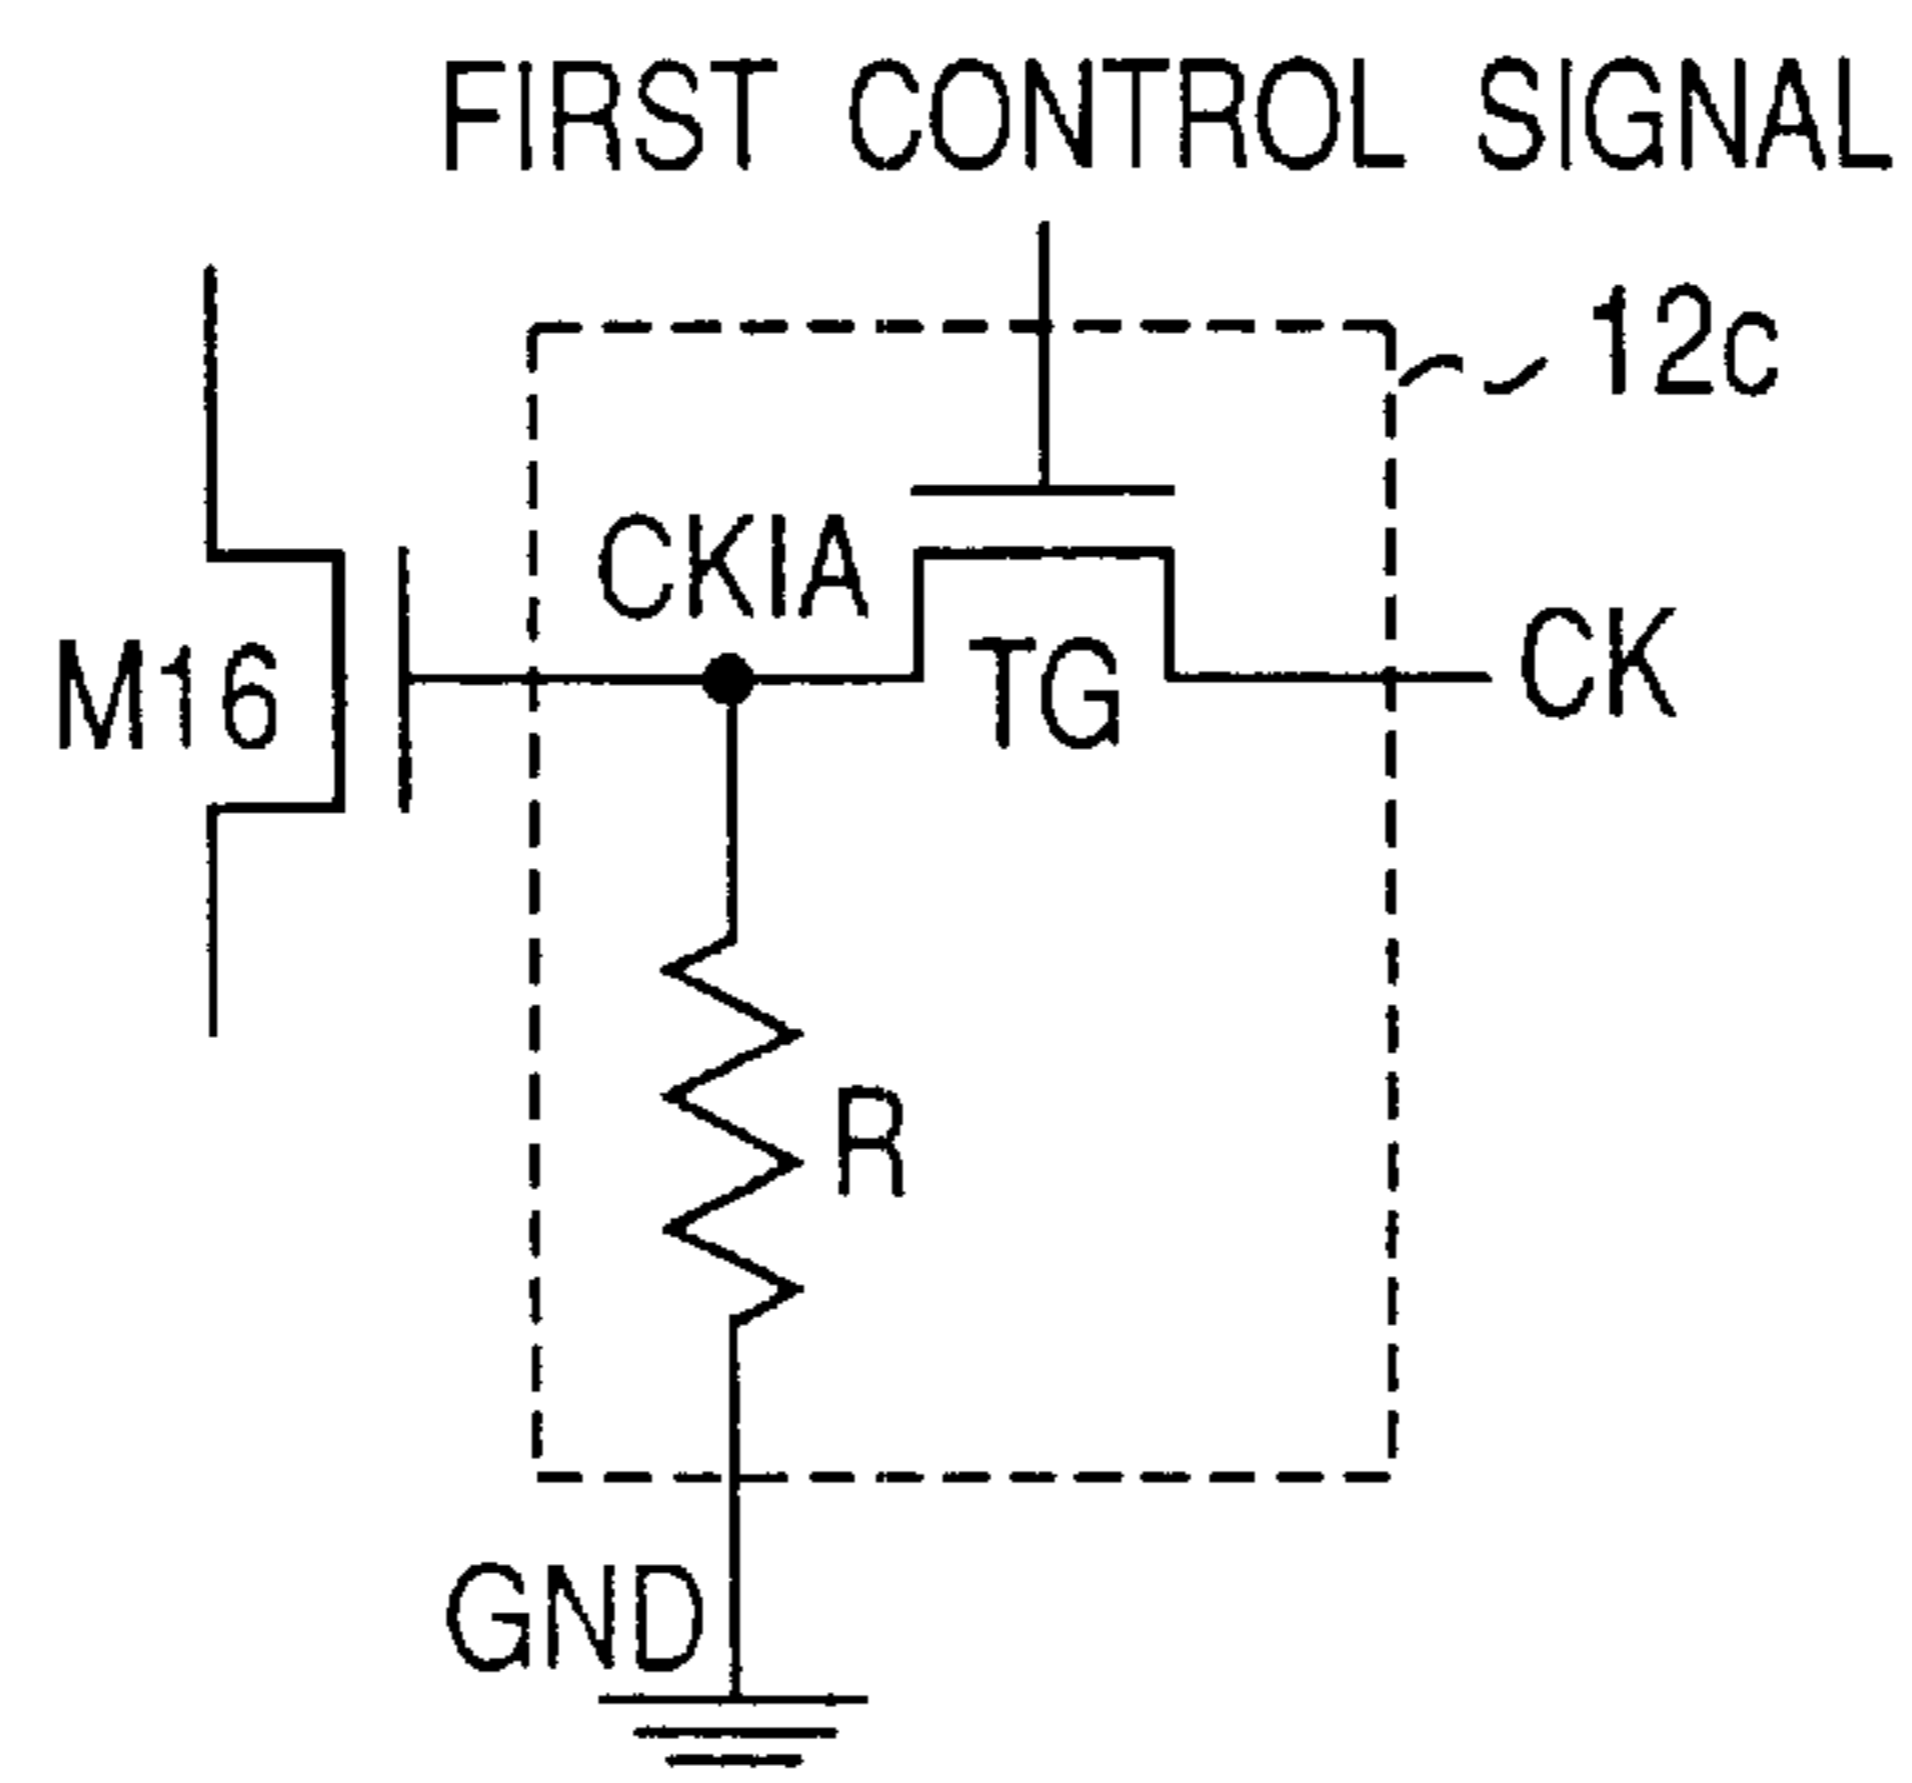 FIRST CONTROL SIGNAL
12c
CKIA
CK
M16
TG
R
GND